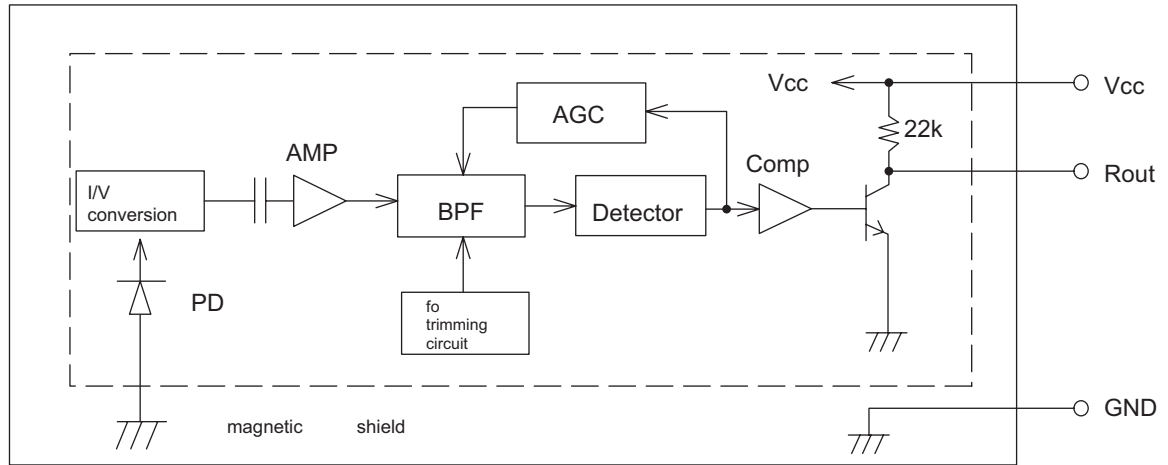 Vcc
Vcc
AGC
22k
AMP
Comp
Rout
I/V
conversion
BPF
Detector
PD
fo
trimming
circuit
GND
magnetic shield